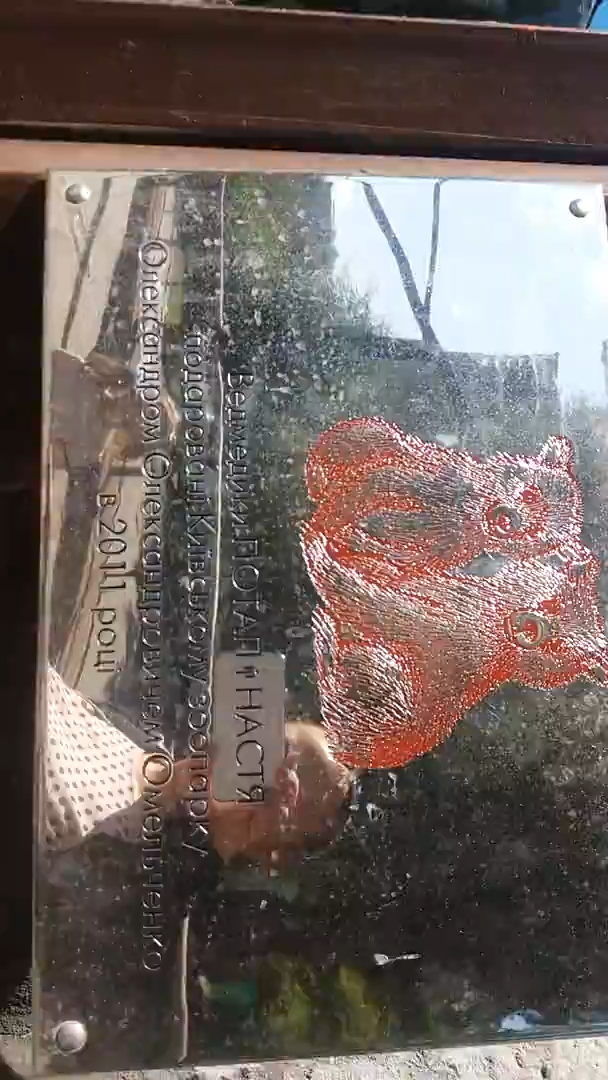 Ведмедики ПОТАП і НАСТЯ
подаровані Київському зоопарку
Олександром Олександровичем Омельченко
в 2011 році